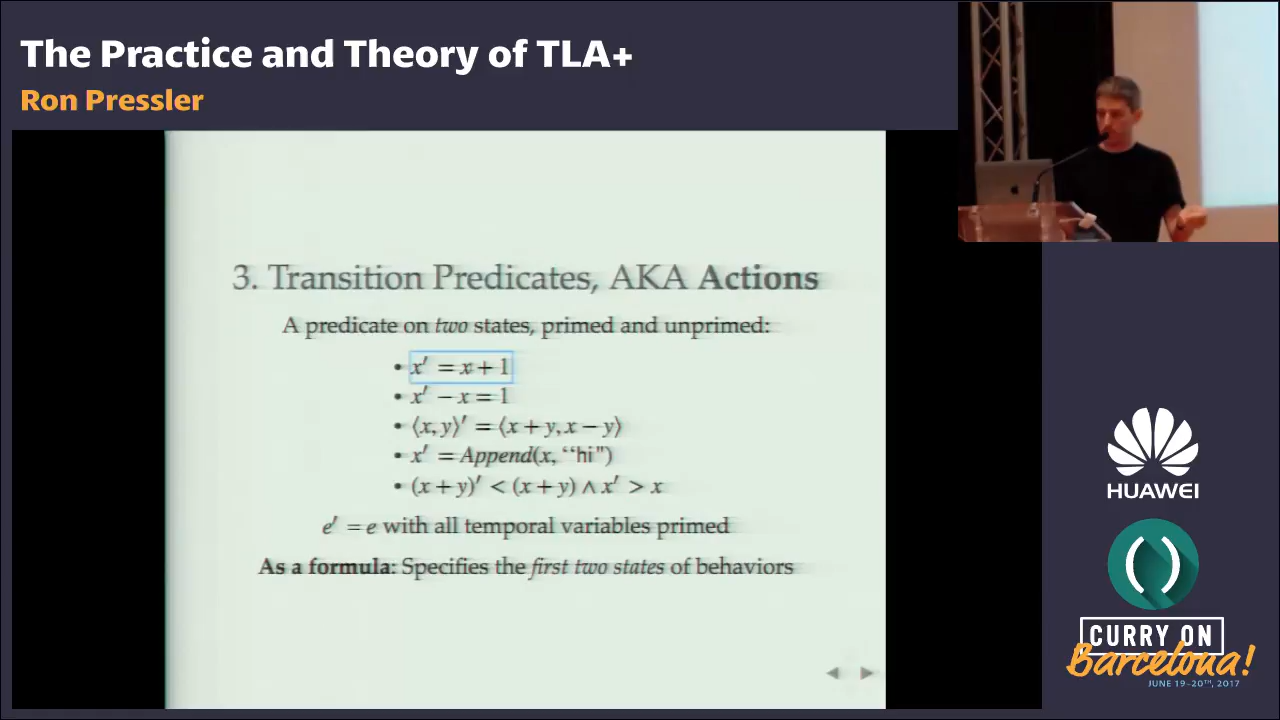 The Practice and Theory of TLA+
Ron Pressler
3. Transition Predicates, AKA Actions
A predicate on two states, primed and unprimed:
• x′ = x + 1
• x′ − x = 1
• ⟨x, y⟩′ = ⟨x + y, x − y⟩
• x′ = Append(x, “hi”)
• (x + y)′ < (x + y) ∧ x′ > x
e′ = e with all temporal variables primed
As a formula: Specifies the first two states of behaviors
HUAWEI
CURRY ON
Barcelona!
JUNE 19-20TH, 2017